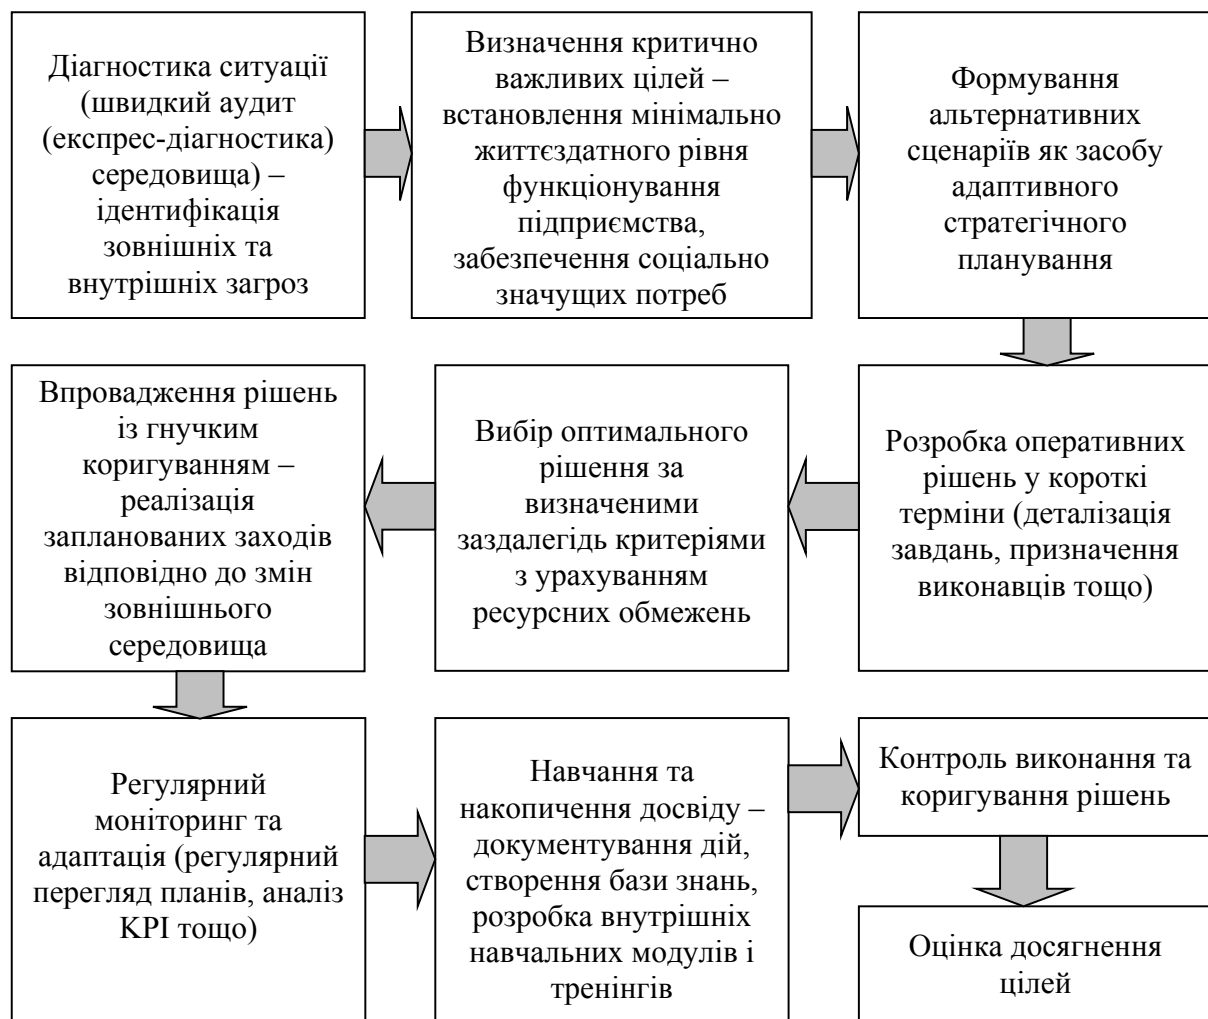 Діагностика ситуації
(швидкий аудит
(експрес-діагностика)
середовища) –
ідентифікація
зовнішніх та
внутрішніх загроз
Визначення критично
важливих цілей –
встановлення мінімально
життєздатного рівня
функціонування
підприємства,
забезпечення соціально
значущих потреб
Формування
альтернативних
сценаріїв як засобу
адаптивного
стратегічного
планування
Розробка оперативних
рішень у короткі
терміни (деталізація
завдань, призначення
виконавців тощо)
Вибір оптимального
рішення за
визначеними
заздалегідь критеріями
з урахуванням
ресурсних обмежень
Впровадження рішень
із гнучким
коригуванням –
реалізація
запланованих заходів
відповідно до змін
зовнішнього
середовища
Регулярний
моніторинг та
адаптація (регулярний
перегляд планів, аналіз
KPI тощо)
Навчання та
накопичення досвіду –
документування дій,
створення бази знань,
розробка внутрішніх
навчальних модулів і
тренінгів
Контроль виконання та
коригування рішень
Оцінка досягнення
цілей